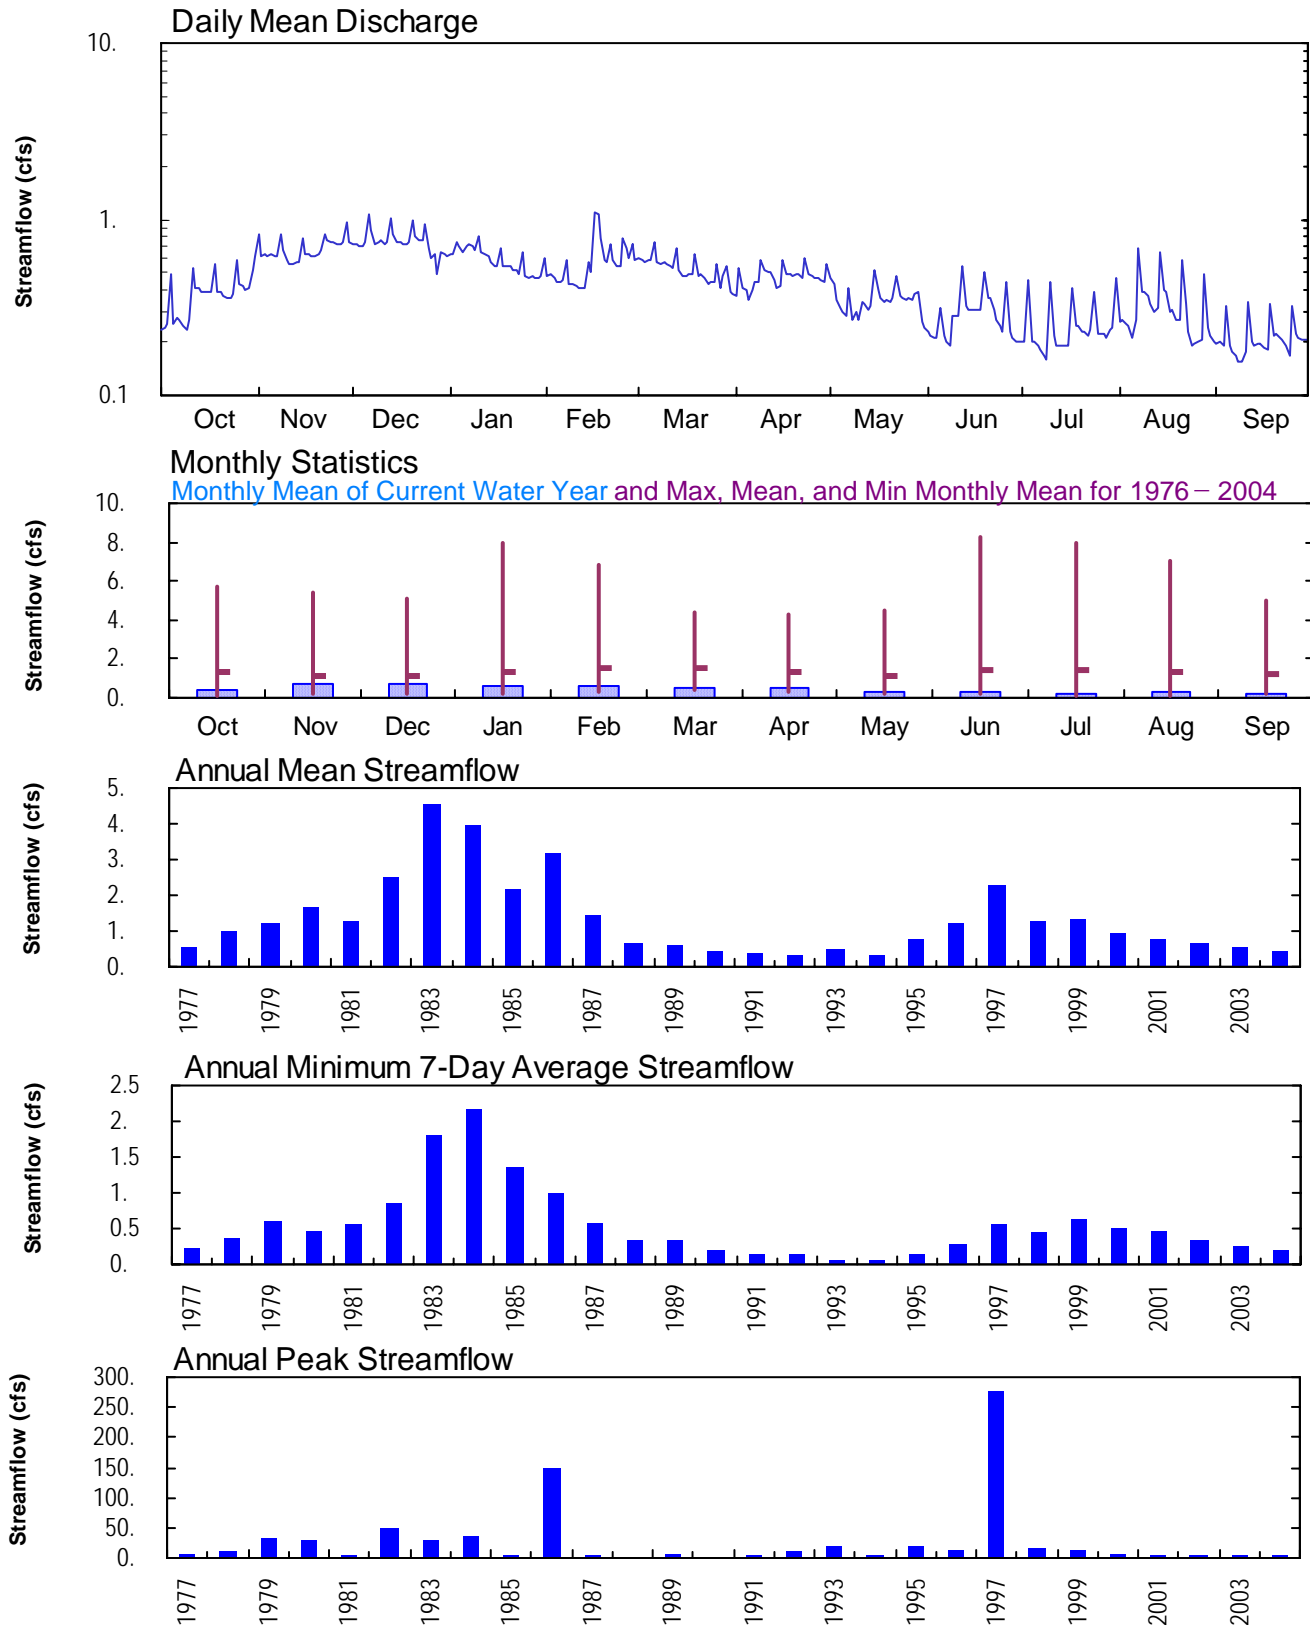 Daily Mean Discharge
Streamflow (cfs)
10.
1.
0.1
Oct Nov Dec Jan Feb Mar Apr May Jun Jul Aug Sep
Monthly Statistics
Monthly Mean of Current Water Year and Max, Mean, and Min Monthly Mean for 1976 – 2004
Streamflow (cfs)
10.
8.
6.
4.
2.
0.
Oct Nov Dec Jan Feb Mar Apr May Jun Jul Aug Sep
Annual Mean Streamflow
Streamflow (cfs)
5.
4.
3.
2.
1.
0.
1977 1979 1981 1983 1985 1987 1989 1991 1993 1995 1997 1999 2001 2003
Annual Minimum 7-Day Average Streamflow
Streamflow (cfs)
2.5
2.
1.5
1.
0.5
0.
1977 1979 1981 1983 1985 1987 1989 1991 1993 1995 1997 1999 2001 2003
Annual Peak Streamflow
Streamflow (cfs)
300.
250.
200.
150.
100.
50.
0.
1977 1979 1981 1983 1985 1987 1989 1991 1993 1995 1997 1999 2001 2003